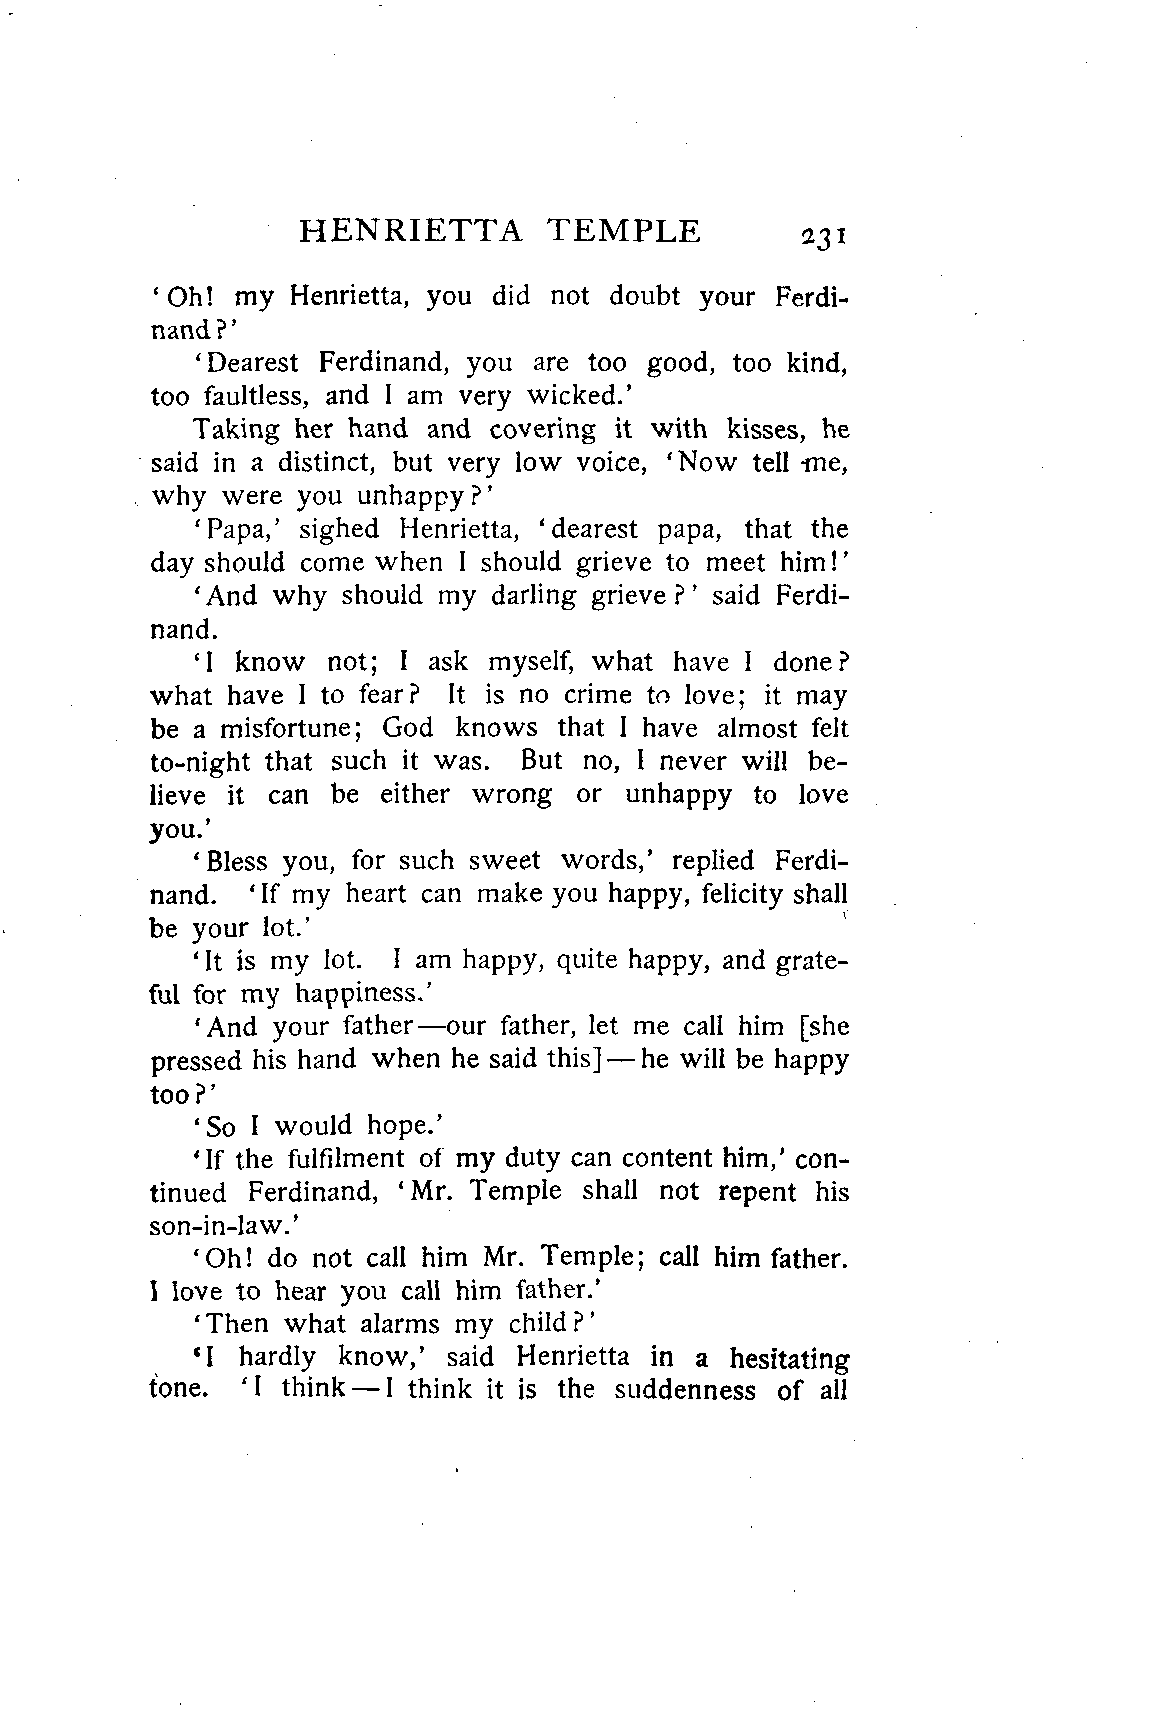 HENRIETTA TEMPLE 231
‘Oh! my Henrietta, you did not doubt your Ferdi-
nand?’
‘Dearest Ferdinand, you are too good, too kind,
too faultless, and I am very wicked.’
Taking her hand and covering it with kisses, he
said in a distinct, but very low voice, ‘Now tell me,
why were you unhappy?’
‘Papa,’ sighed Henrietta, ‘dearest papa, that the
day should come when I should grieve to meet him!’
‘And why should my darling grieve?’ said Ferdi-
nand.
‘I know not; I ask myself, what have I done?
what have I to fear? It is no crime to love; it may
be a misfortune; God knows that I have almost felt
to-night that such it was. But no, I never will be-
lieve it can be either wrong or unhappy to love
you.’
‘Bless you, for such sweet words,’ replied Ferdi-
nand. ‘If my heart can make you happy, felicity shall
be your lot.’
‘It is my lot. I am happy, quite happy, and grate-
ful for my happiness.’
‘And your father—our father, let me call him [she
pressed his hand when he said this]—he will be happy
too?’
‘So I would hope.’
‘If the fulfilment of my duty can content him,’ con-
tinued Ferdinand, ‘Mr. Temple shall not repent his
son-in-law.’
‘Oh! do not call him Mr. Temple; call him father.
I love to hear you call him father.’
‘Then what alarms my child?’
‘I hardly know,’ said Henrietta in a hesitating
tone. ‘I think—I think it is the suddenness of all